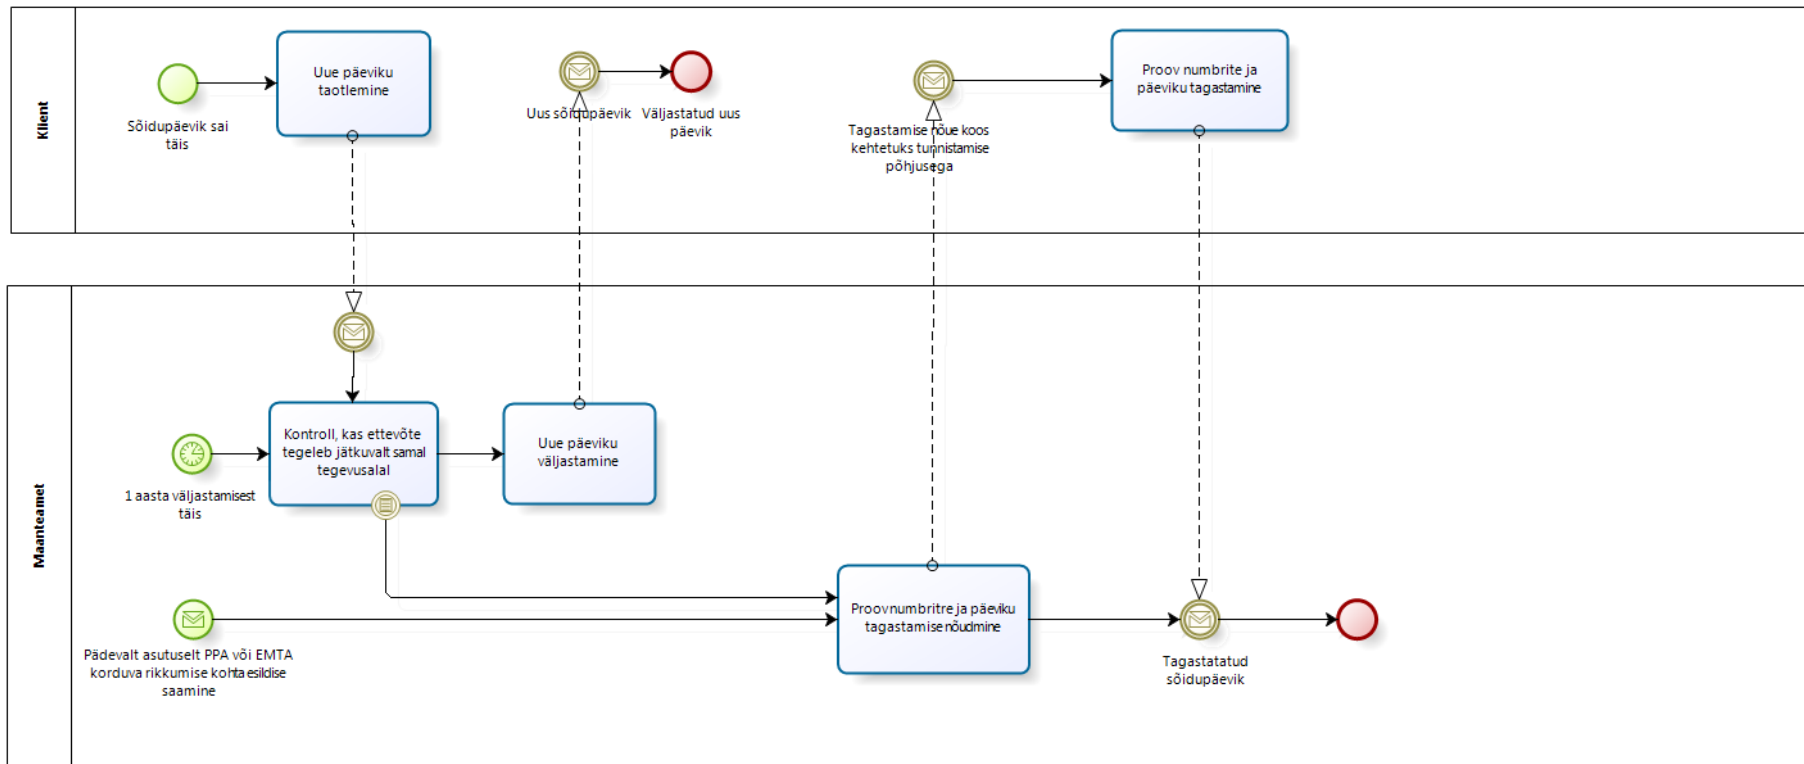 Klient
Sõidupäevik sai
täis
Uue päeviku
taotlemine
Uus sõidupäevik
Väljastatud uus
päevik
Tagastamise nõue koos
kehtetuks tunnistamise
põhjusega
Proov numbrite ja
päeviku tagastamine
Maanteamet
1 aasta väljastamisest
täis
Kontroll, kas ettevõte
tegeleb jätkuvalt samal
tegevusalal
Uue päeviku
väljastamine
Pädevalt asutuselt PPA või EMTA
korduva rikkumise kohta esildise
saamine
Proovnumbritre ja päeviku
tagastamise nõudmine
Tagastatatud
sõidupäevik